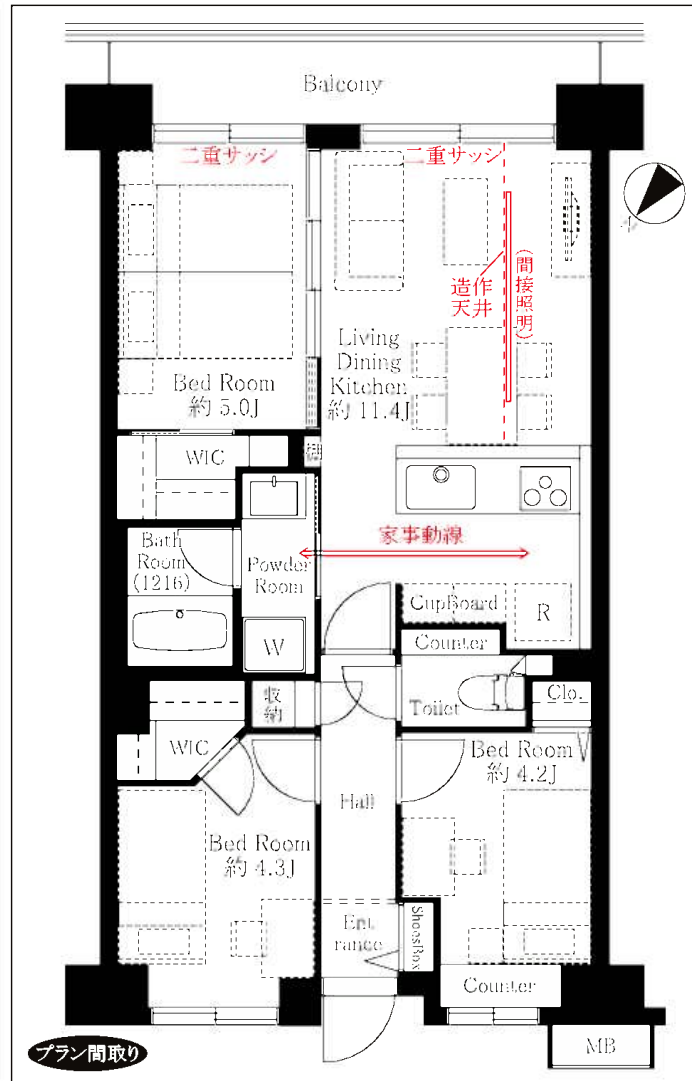 Balcony
二重サッシ
二重サッシ
N
造作
天井
(間接照明)
Living
Dining
Kitchen
約 11.4J
Bed Room
約 5.0J
WIC
棚
Bath
Room
(1216)
Powder
Room
家事動線
W
CupBoard
R
Counter
Toilet
収納
Clo.
WIC
Bed Room
約 4.2J
Hall
Bed Room
約 4.3J
Ent
rance
ShoesBox
Counter
MB
プラン間取り